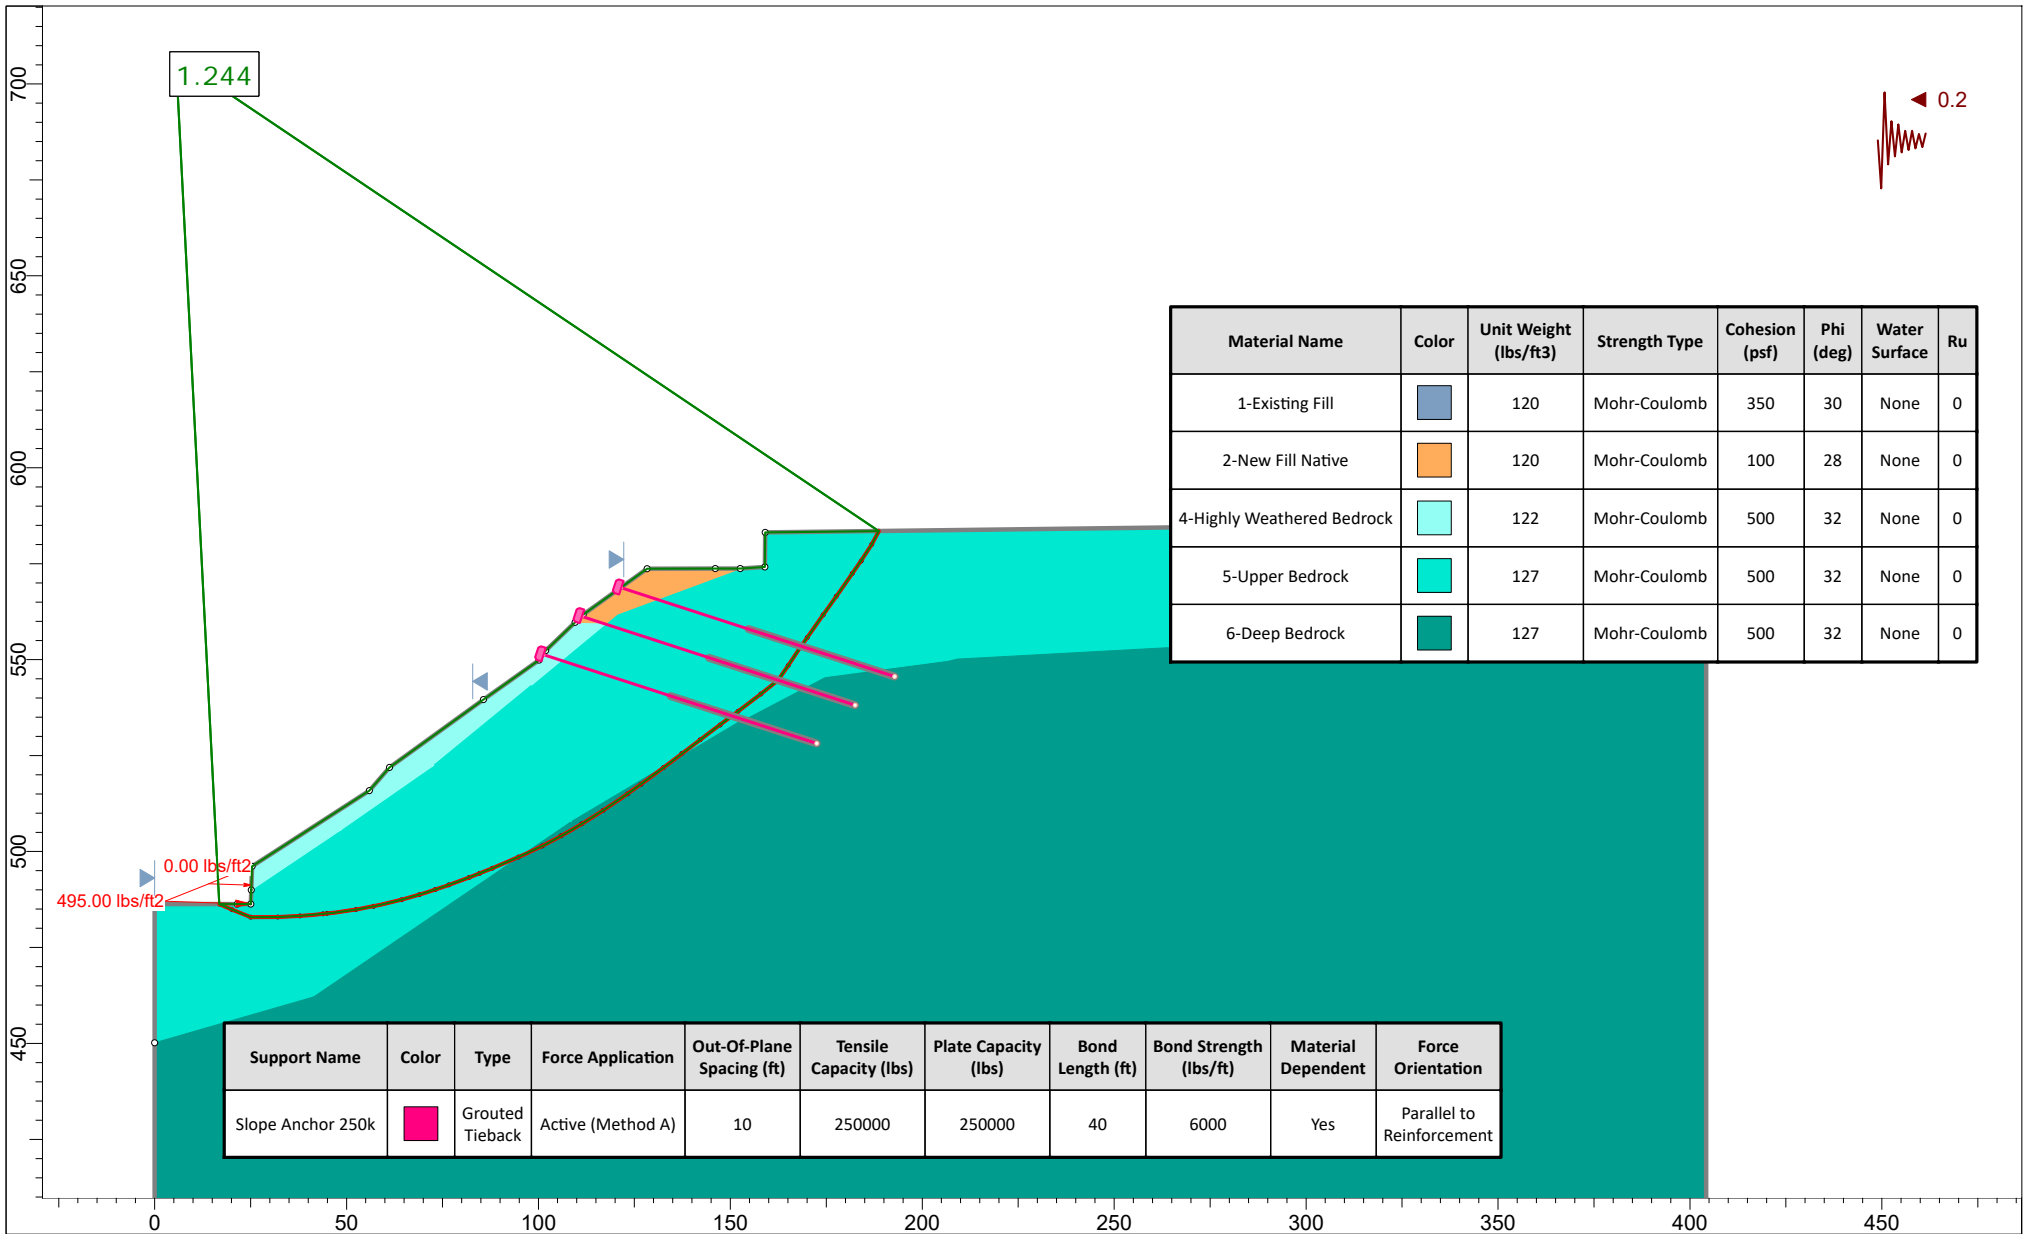 1.244
0.2
700
650
600
550
500
450
Material Name Color Unit Weight (lbs/ft3) Strength Type Cohesion (psf) Phi (deg) Water Surface Ru
1-Existing Fill 120 Mohr-Coulomb 350 30 None 0
2-New Fill Native 120 Mohr-Coulomb 100 28 None 0
4-Highly Weathered Bedrock 122 Mohr-Coulomb 500 32 None 0
5-Upper Bedrock 127 Mohr-Coulomb 500 32 None 0
6-Deep Bedrock 127 Mohr-Coulomb 500 32 None 0
0.00 lbs/ft2
495.00 lbs/ft2
Support Name Color Type Force Application Out-Of-Plane Spacing (ft) Tensile Capacity (lbs) Plate Capacity (lbs) Bond Length (ft) Bond Strength (lbs/ft) Material Dependent Force Orientation
Slope Anchor 250k Grouted Tieback Active (Method A) 10 250000 250000 40 6000 Yes Parallel to Reinforcement
0 50 100 150 200 250 300 350 400 450